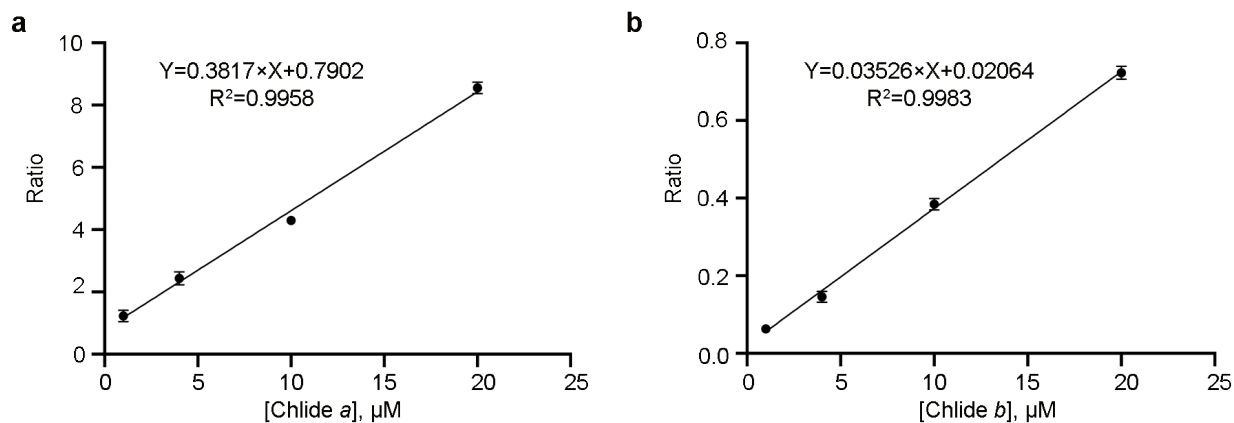 a
Y=0.3817×X+0.7902
R²=0.9958
Ratio
10
8
6
4
2
0
0 5 10 15 20 25
[Chlide a], μM
b
Y=0.03526×X+0.02064
R²=0.9983
Ratio
0.8
0.6
0.4
0.2
0.0
0 5 10 15 20 25
[Chlide b], μM